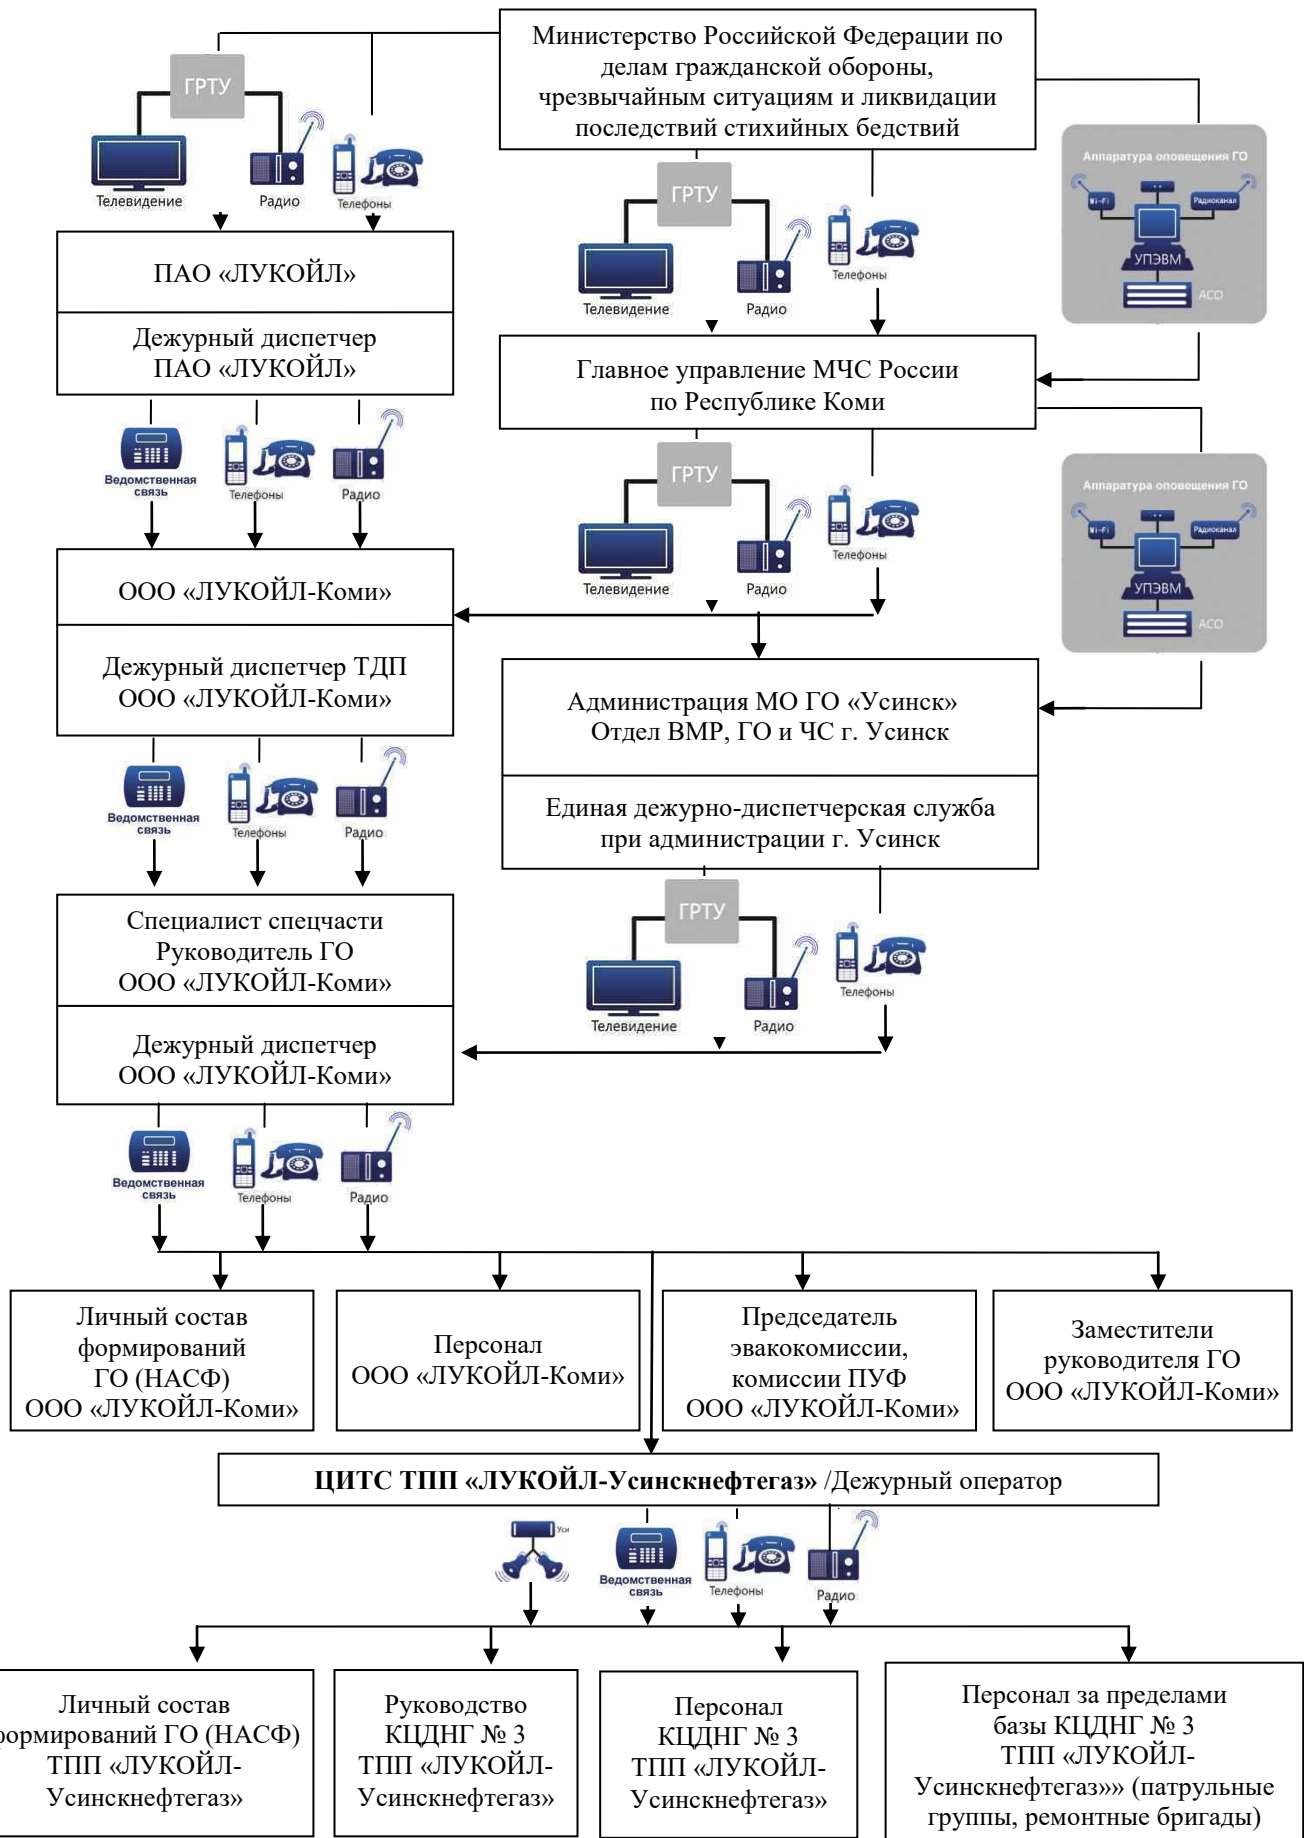 Министерство Российской Федерации по
делам гражданской обороны,
чрезвычайным ситуациям и ликвидации
последствий стихийных бедствий
ГРТУ
Телевидение
Радио
Телефоны
ГРТУ
Телевидение
Радио
Телефоны
Аппаратура оповещения ГО
Wi-Fi
Радиоканал
УПЭВМ
АСО
ПАО «ЛУКОЙЛ»
Дежурный диспетчер
ПАО «ЛУКОЙЛ»
Главное управление МЧС России
по Республике Коми
Ведомственная
связь
Телефоны
Радио
ГРТУ
Телевидение
Радио
Телефоны
Аппаратура оповещения ГО
Wi-Fi
Радиоканал
УПЭВМ
АСО
ООО «ЛУКОЙЛ-Коми»
Дежурный диспетчер ТДП
ООО «ЛУКОЙЛ-Коми»
Администрация МО ГО «Усинск»
Отдел ВМР, ГО и ЧС г. Усинск
Единая дежурно-диспетчерская служба
при администрации г. Усинск
Ведомственная
связь
Телефоны
Радио
ГРТУ
Телевидение
Радио
Телефоны
Специалист спецчасти
Руководитель ГО
ООО «ЛУКОЙЛ-Коми»
Дежурный диспетчер
ООО «ЛУКОЙЛ-Коми»
Ведомственная
связь
Телефоны
Радио
Личный состав
формирований
ГО (НАСФ)
ООО «ЛУКОЙЛ-Коми»
Персонал
ООО «ЛУКОЙЛ-Коми»
Председатель
эвакокомиссии,
комиссии ПУФ
ООО «ЛУКОЙЛ-Коми»
Заместители
руководителя ГО
ООО «ЛУКОЙЛ-Коми»
ЦИТС ТПП «ЛУКОЙЛ-Усинскнефтегаз» /Дежурный оператор
Уси
Ведомственная
связь
Телефоны
Радио
Личный состав
формирований ГО (НАСФ)
ТПП «ЛУКОЙЛ-
Усинскнефтегаз»
Руководство
КЦДНГ № 3
ТПП «ЛУКОЙЛ-
Усинскнефтегаз»
Персонал
КЦДНГ № 3
ТПП «ЛУКОЙЛ-
Усинскнефтегаз»
Персонал за пределами
базы КЦДНГ № 3
ТПП «ЛУКОЙЛ-
Усинскнефтегаз»» (патрульные
группы, ремонтные бригады)